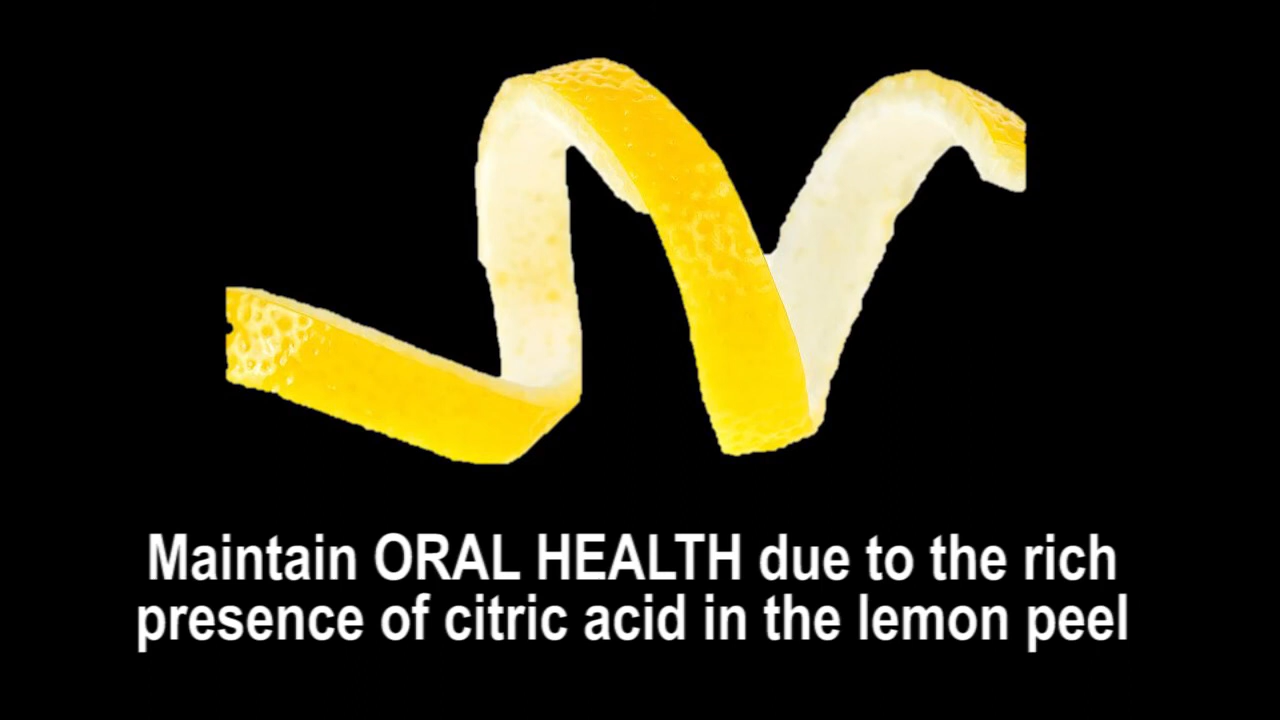 Maintain ORAL HEALTH due to the rich
presence of citric acid in the lemon peel